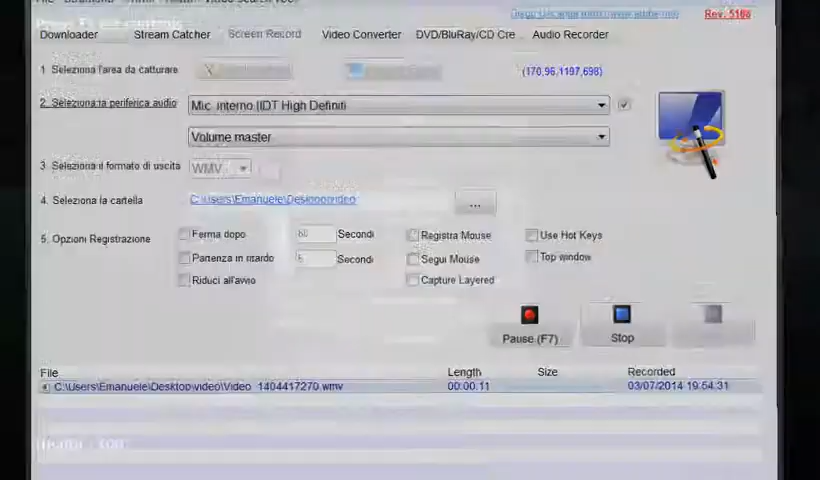 Downloader Stream Catcher Screen Record Video Converter DVD/BluRay/CD Cre Audio Recorder
Rev. 5168
1 Seleziona l'area da catturare (170,96,1197,698)
2. Seleziona la periferica audio Mic interno (IDT High Definiti
Volume master
3 Seleziona il formato di uscita WMV
4. Seleziona la cartella C:\Users\Emanuele\Desktop\video ...
5. Opzioni Registrazione Ferma dopo 60 Secondi Registra Mouse Use Hot Keys
Partenza in ritardo 5 Secondi Segui Mouse Top window
Riduci all'avvio Capture Layered
Pause (F7) Stop
File Length Size Recorded
C:\Users\Emanuele\Desktop\video\Video_1404417270.wmv 00:00.11 03/07/2014 19.54.31